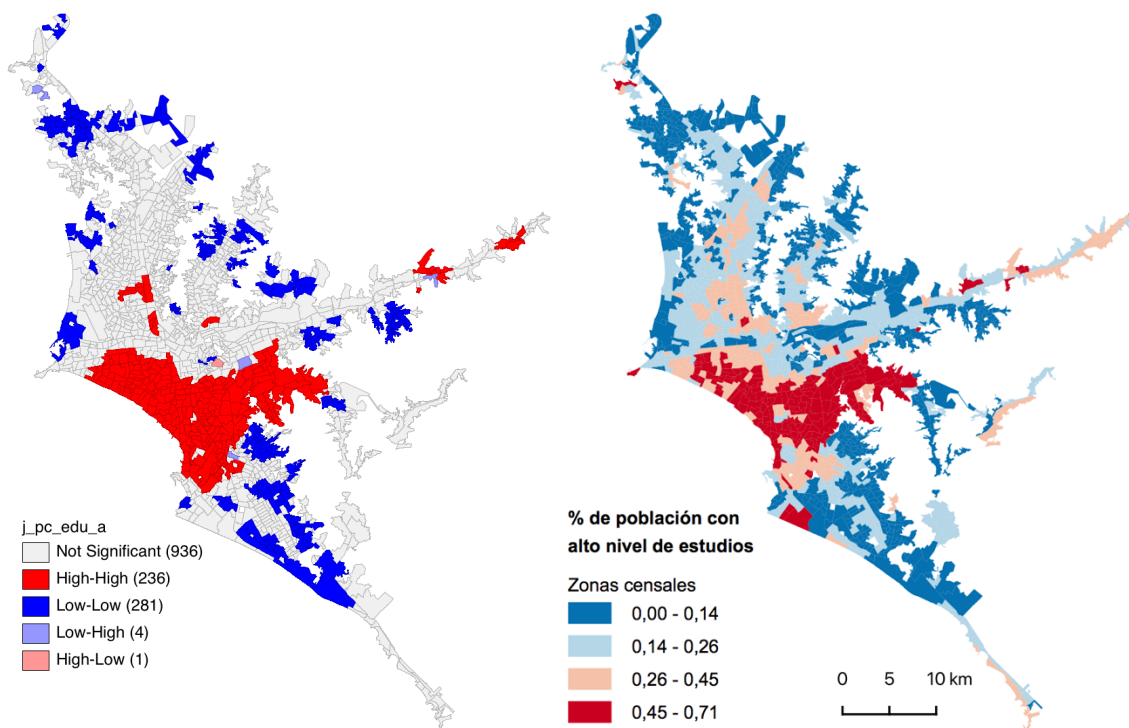 j_pc_edu_a
Not Significant (936)
High-High (236)
Low-Low (281)
Low-High (4)
High-Low (1)
% de población con
alto nivel de estudios
Zonas censales
0,00 - 0,14
0,14 - 0,26
0,26 - 0,45
0,45 - 0,71
0 5 10 km